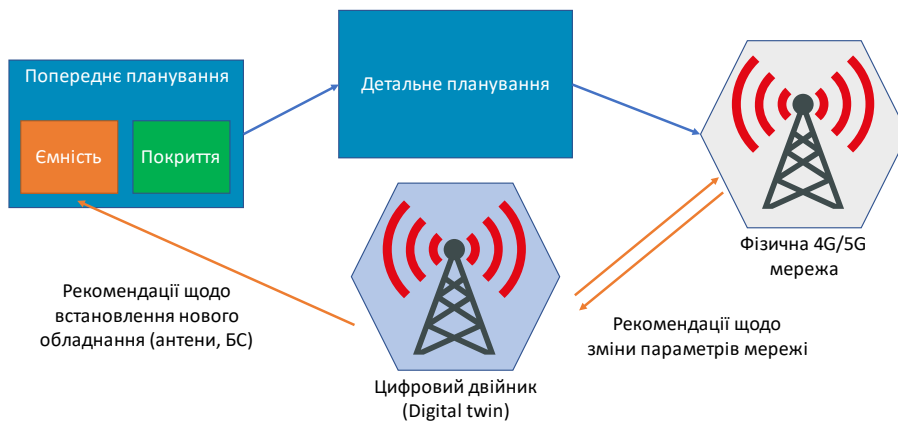 Попереднє планування
Ємність
Покриття
Детальне планування
Фізична 4G/5G
мережа
Рекомендації щодо
встановлення нового
обладнання (антени, БС)
Рекомендації щодо
зміни параметрів мережі
Цифровий двійник
(Digital twin)